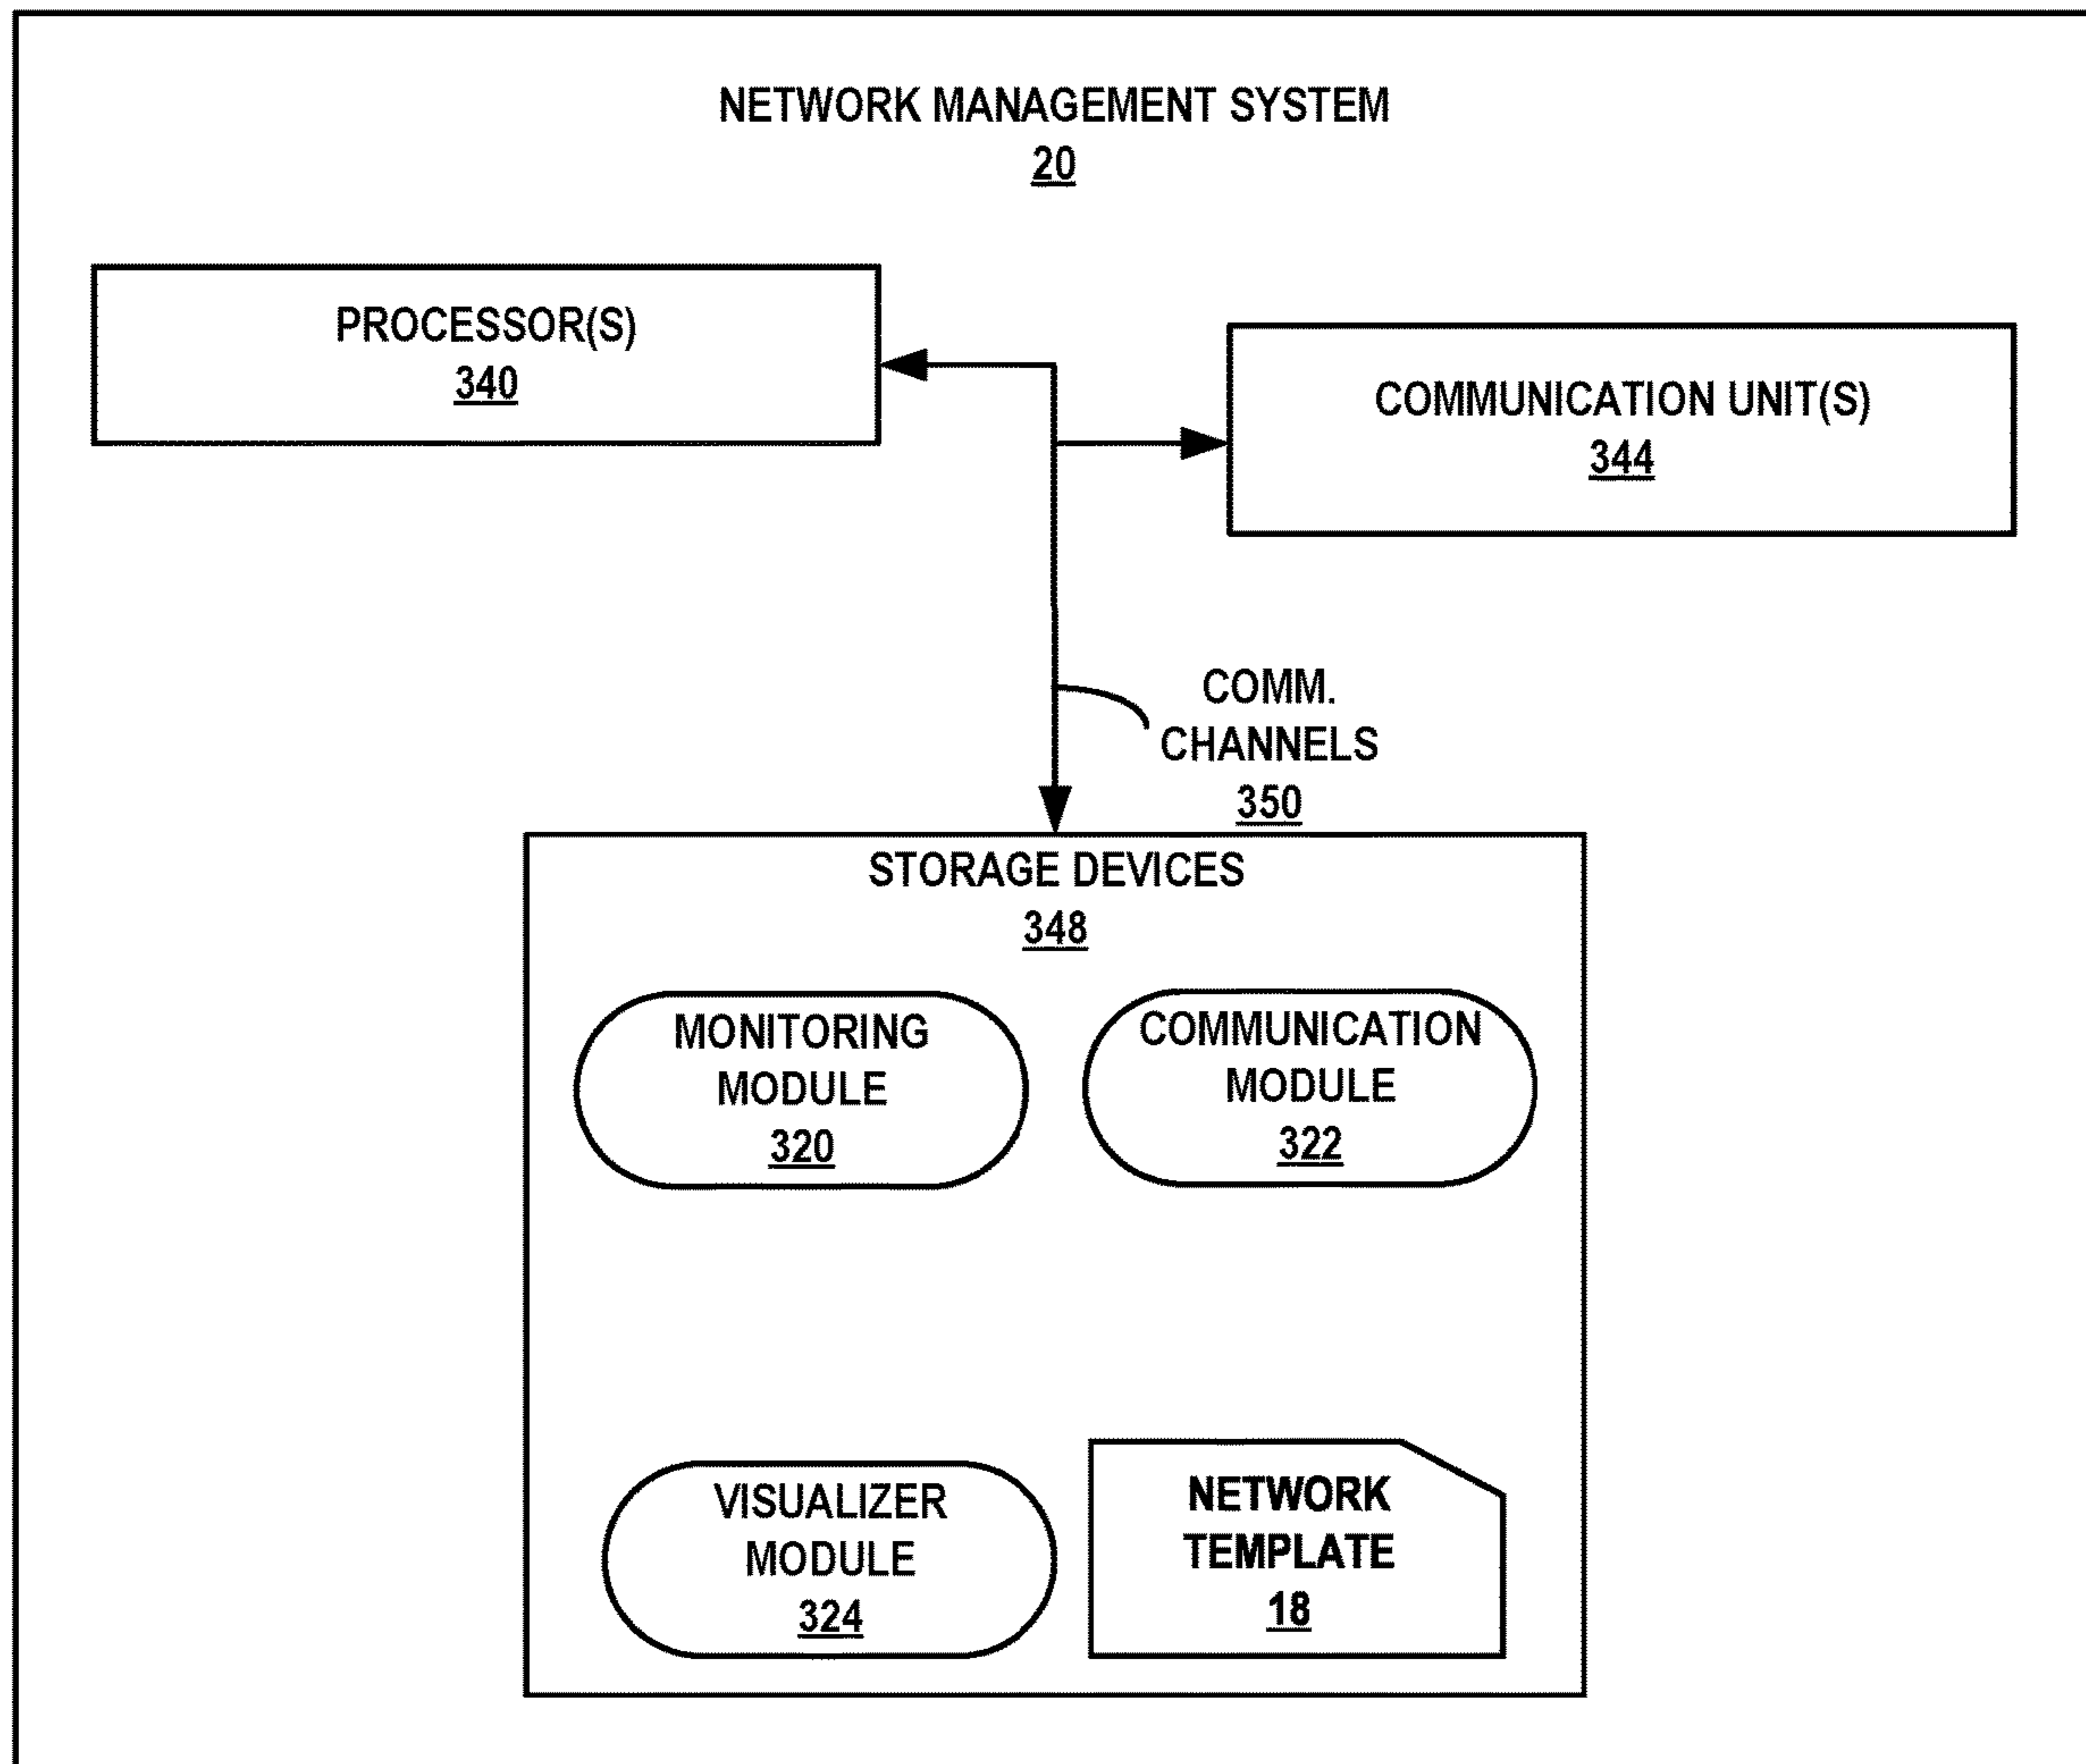 NETWORK MANAGEMENT SYSTEM
20
PROCESSOR(S)
340
COMMUNICATION UNIT(S)
344
COMM.
CHANNELS
350
STORAGE DEVICES
348
MONITORING
MODULE
320
COMMUNICATION
MODULE
322
VISUALIZER
MODULE
324
NETWORK
TEMPLATE
18